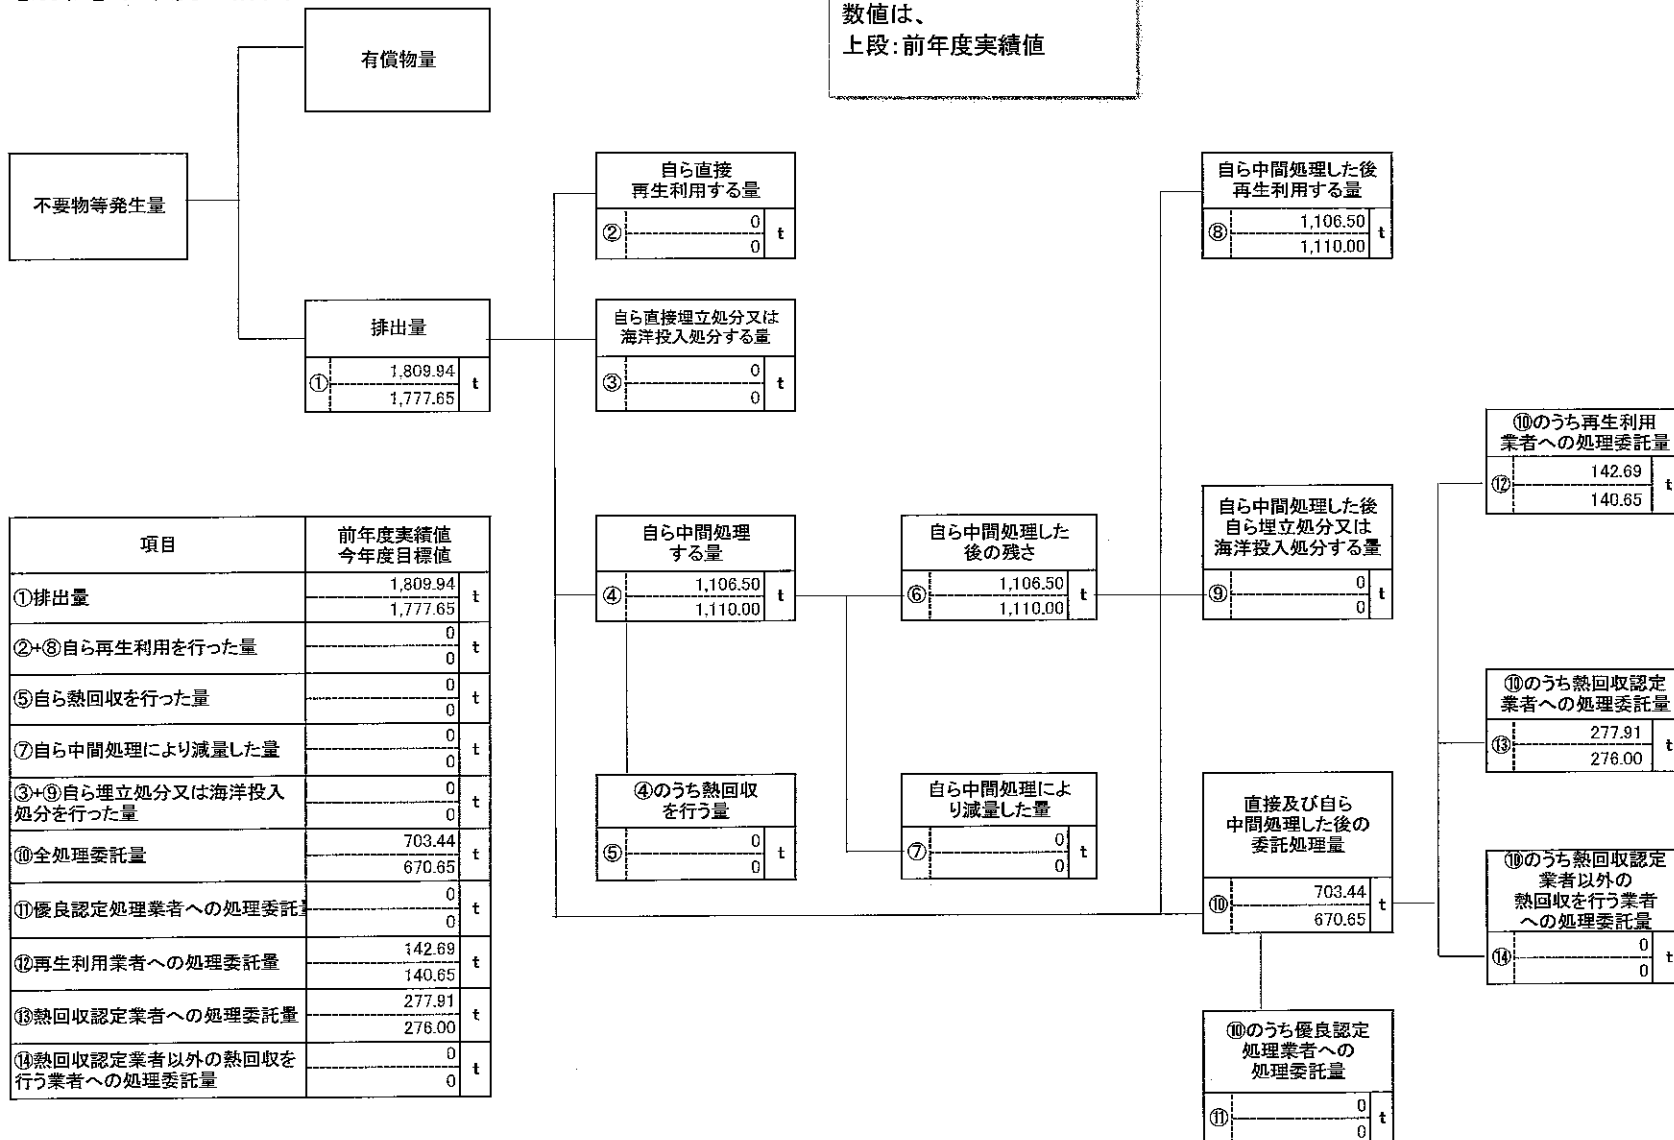 数値は、
上段:前年度実績値
有償物量
不要物等発生量
排出量
① 1,809.94 t
1,777.65
自ら直接
再生利用する量
② 0 t
0
自ら直接埋立処分又は
海洋投入処分する量
③ 0 t
0
自ら中間処理した後
再生利用する量
⑧ 1,106.50 t
1,110.00
自ら中間処理
する量
④ 1,106.50 t
1,110.00
自ら中間処理した
後の残さ
⑥ 1,106.50 t
1,110.00
自ら中間処理した後
自ら埋立処分又は
海洋投入処分する量
⑨ 0 t
0
④のうち熱回収
を行う量
⑤ 0 t
0
自ら中間処理によ
り減量した量
⑦ 0 t
0
直接及び自ら
中間処理した後の
委託処理量
⑩ 703.44 t
670.65
⑩のうち優良認定
処理業者への
処理委託量
⑪ 0 t
0
⑩のうち再生利用
業者への処理委託量
⑫ 142.69 t
140.65
⑩のうち熱回収認定
業者への処理委託量
⑬ 277.91 t
276.00
⑩のうち熱回収認定
業者以外の
熱回収を行う業者
への処理委託量
⑭ 0 t
0
項目 前年度実績値
今年度目標値
①排出量 1,809.94 t
1,777.65
②+⑧自ら再生利用を行った量 0 t
0
⑤自ら熱回収を行った量 0 t
0
⑦自ら中間処理により減量した量 0 t
0
③+⑨自ら埋立処分又は海洋投入
処分を行った量 0 t
0
⑩全処理委託量 703.44 t
670.65
⑪優良認定処理業者への処理委託 0 t
0
⑫再生利用業者への処理委託量 142.69 t
140.65
⑬熱回収認定業者への処理委託量 277.91 t
276.00
⑭熱回収認定業者以外の熱回収を
行う業者への処理委託量 0 t
0